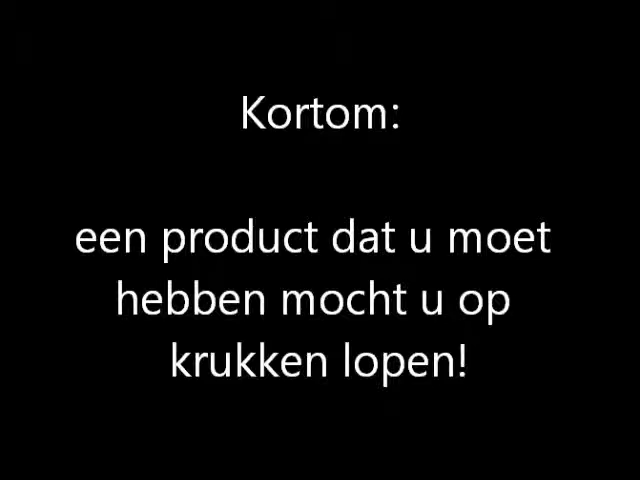 Kortom:
een product dat u moet
hebben mocht u op
krukken lopen!